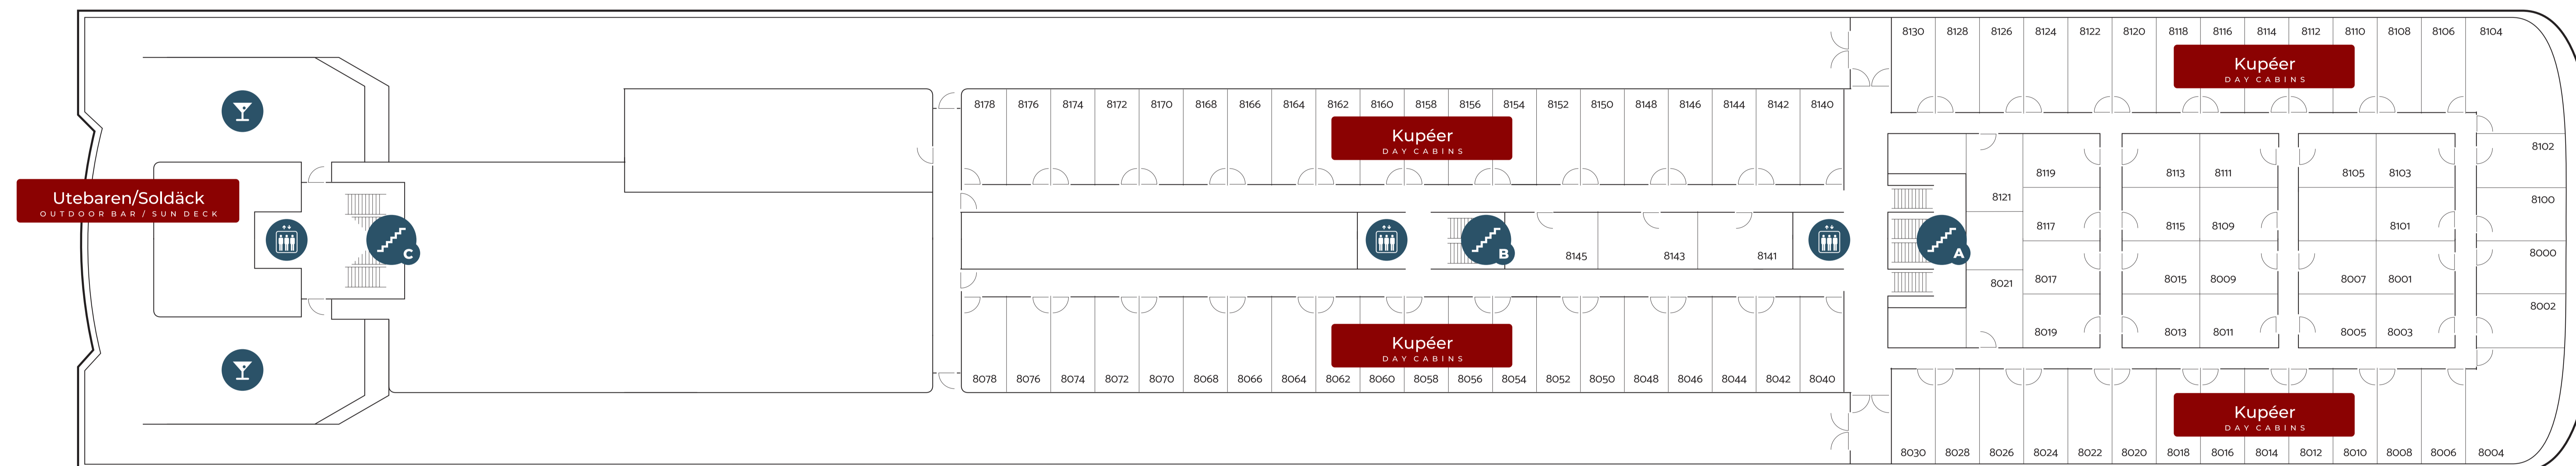 8130 8128 8126 8124 8122 8120 8118 8116 8114 8112 8110 8108 8106 8104
Kupéer
DAY CABINS
8178 8176 8174 8172 8170 8168 8166 8164 8162 8160 8158 8156 8154 8152 8150 8148 8146 8144 8142 8140
Kupéer
DAY CABINS
8102
8119 8113 8111 8105 8103
Utebaren/Soldäck
OUTDOOR BAR / SUN DECK
8121 8100
8117 8115 8109 8101
C B A
8145 8143 8141 8000
8021 8017 8015 8009 8007 8001
8002
8019 8013 8011 8005 8003
Kupéer
DAY CABINS
8078 8076 8074 8072 8070 8068 8066 8064 8062 8060 8058 8056 8054 8052 8050 8048 8046 8044 8042 8040
Kupéer
DAY CABINS
8030 8028 8026 8024 8022 8020 8018 8016 8014 8012 8010 8008 8006 8004